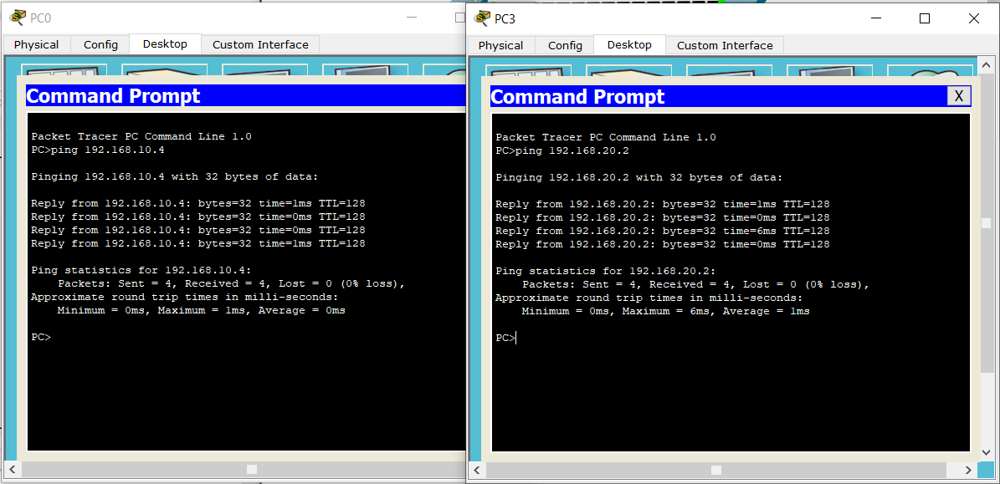 PC0
Physical Config Desktop Custom Interface
Command Prompt
Packet Tracer PC Command Line 1.0
PC>ping 192.168.10.4
Pinging 192.168.10.4 with 32 bytes of data:
Reply from 192.168.10.4: bytes=32 time=1ms TTL=128
Reply from 192.168.10.4: bytes=32 time=0ms TTL=128
Reply from 192.168.10.4: bytes=32 time=0ms TTL=128
Reply from 192.168.10.4: bytes=32 time=1ms TTL=128
Ping statistics for 192.168.10.4:
Packets: Sent = 4, Received = 4, Lost = 0 (0% loss),
Approximate round trip times in milli-seconds:
Minimum = 0ms, Maximum = 1ms, Average = 0ms
PC>
PC3
Physical Config Desktop Custom Interface
Command Prompt X
Packet Tracer PC Command Line 1.0
PC>ping 192.168.20.2
Pinging 192.168.20.2 with 32 bytes of data:
Reply from 192.168.20.2: bytes=32 time=1ms TTL=128
Reply from 192.168.20.2: bytes=32 time=0ms TTL=128
Reply from 192.168.20.2: bytes=32 time=6ms TTL=128
Reply from 192.168.20.2: bytes=32 time=0ms TTL=128
Ping statistics for 192.168.20.2:
Packets: Sent = 4, Received = 4, Lost = 0 (0% loss),
Approximate round trip times in milli-seconds:
Minimum = 0ms, Maximum = 6ms, Average = 1ms
PC>